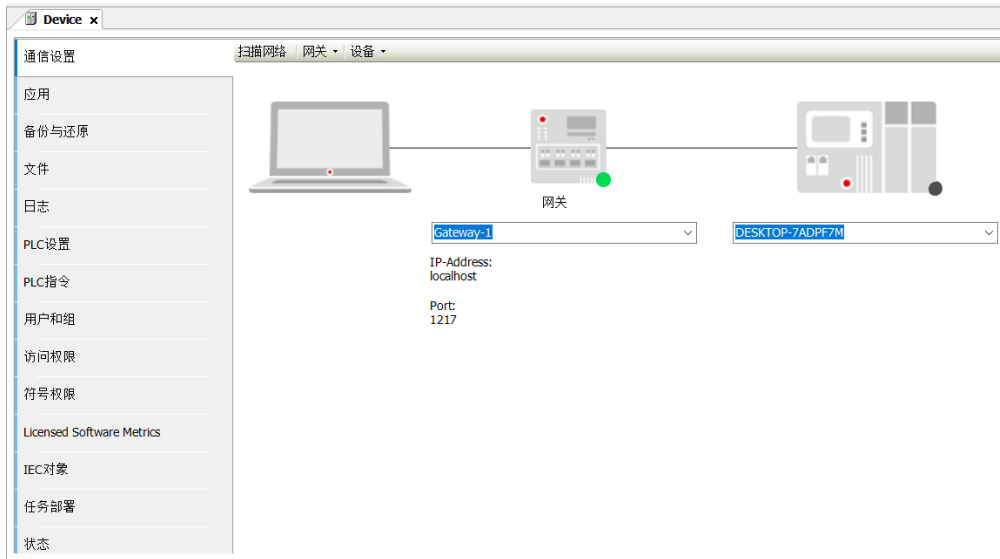 Device x
通信设置
扫描网络 网关 设备
应用
备份与还原
文件
日志
PLC设置
PLC指令
用户和组
访问权限
符号权限
Licensed Software Metrics
IEC对象
任务部署
状态
网关
Gateway-1
DESKTOP-7ADPF7M
IP-Address:
localhost
Port:
1217